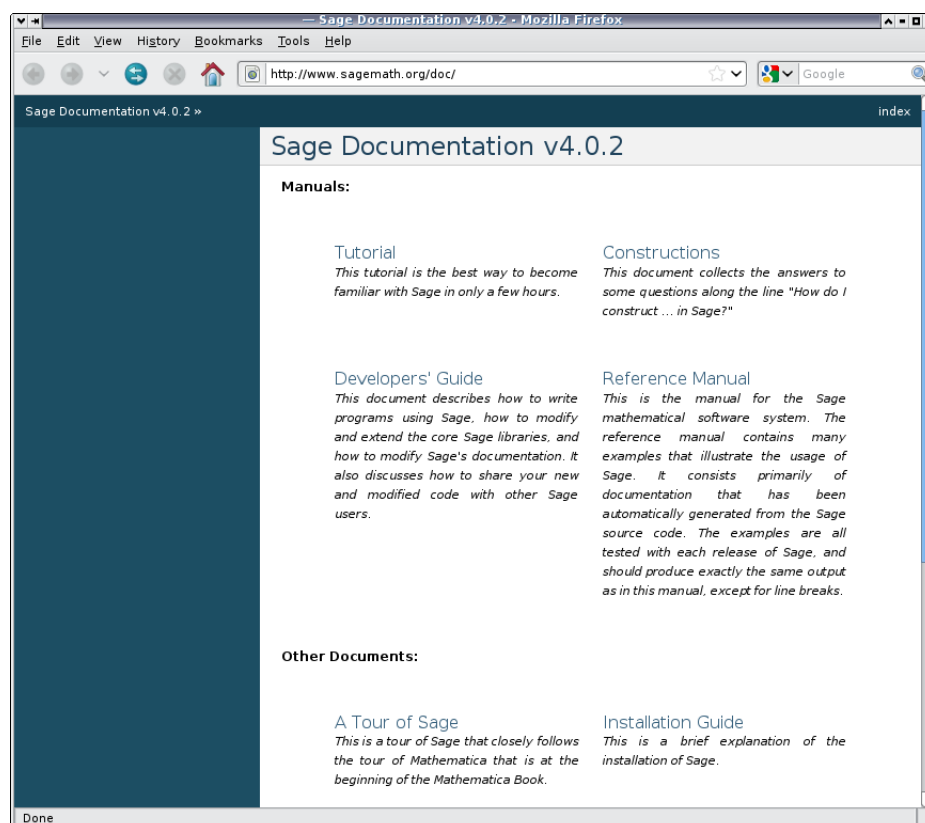 — Sage Documentation v4.0.2 - Mozilla Firefox
File Edit View History Bookmarks Tools Help
http://www.sagemath.org/doc/ Google
Sage Documentation v4.0.2 » index
Sage Documentation v4.0.2
Manuals:
Tutorial
This tutorial is the best way to become
familiar with Sage in only a few hours.
Constructions
This document collects the answers to
some questions along the line "How do I
construct ... in Sage?"
Developers' Guide
This document describes how to write
programs using Sage, how to modify
and extend the core Sage libraries, and
how to modify Sage's documentation. It
also discusses how to share your new
and modified code with other Sage
users.
Reference Manual
This is the manual for the Sage
mathematical software system. The
reference manual contains many
examples that illustrate the usage of
Sage. It consists primarily of
documentation that has been
automatically generated from the Sage
source code. The examples are all
tested with each release of Sage, and
should produce exactly the same output
as in this manual, except for line breaks.
Other Documents:
A Tour of Sage
This is a tour of Sage that closely follows
the tour of Mathematica that is at the
beginning of the Mathematica Book.
Installation Guide
This is a brief explanation of the
installation of Sage.
Done